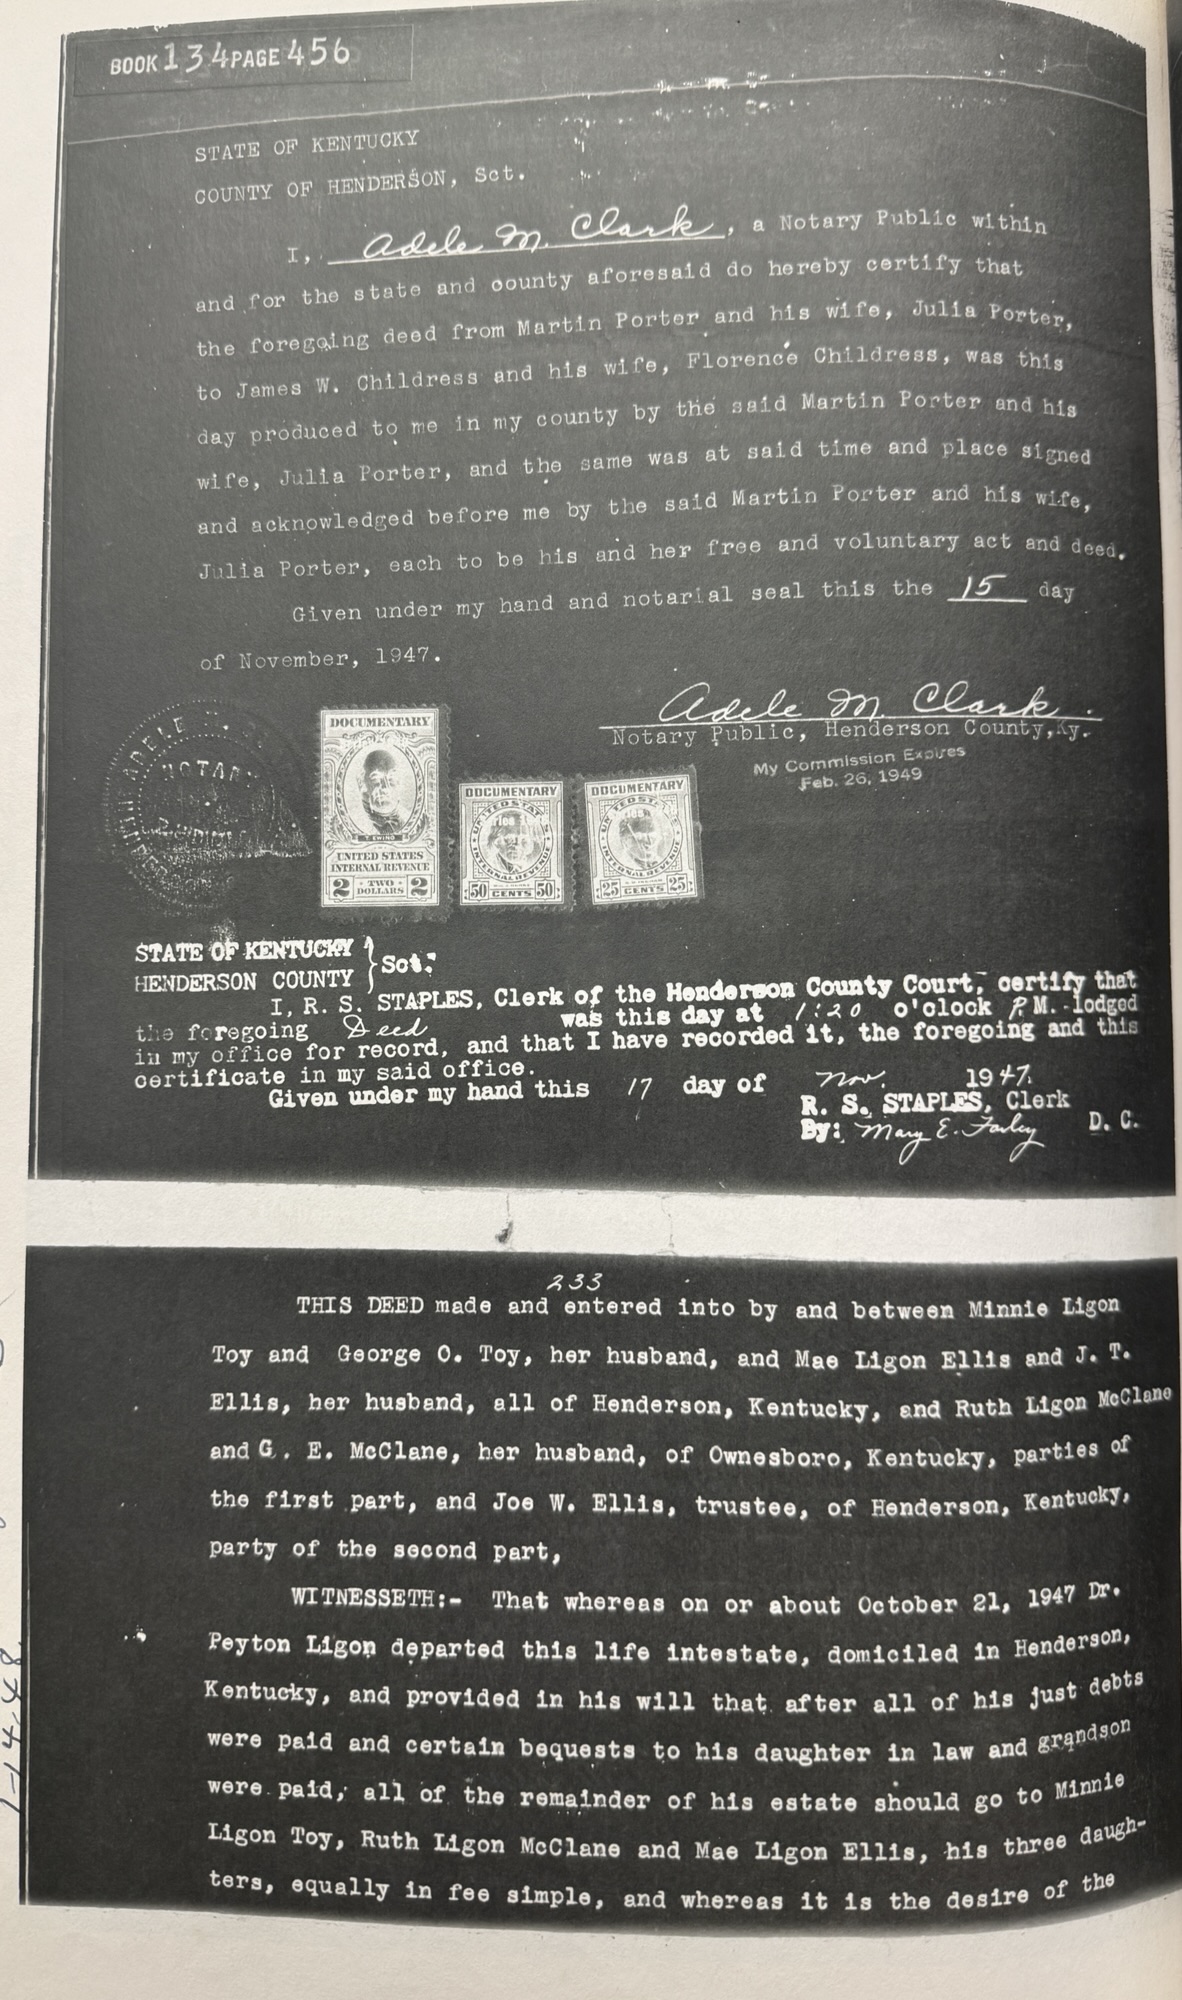 BOOK 134 PAGE 456
STATE OF KENTUCKY
COUNTY OF HENDERSON, Sct.
I, Adele M. Clark, a Notary Public within
and for the state and county aforesaid do hereby certify that
the foregoing deed from Martin Porter and his wife, Julia Porter,
to James W. Childress and his wife, Florence Childress, was this
day produced to me in my county by the said Martin Porter and his
wife, Julia Porter, and the same was at said time and place signed
and acknowledged before me by the said Martin Porter and his wife,
Julia Porter, each to be his and her free and voluntary act and deed.
Given under my hand and notarial seal this the 15 day
of November, 1947.
Adele M. Clark
Notary Public, Henderson County, Ky.
My Commission Expires
Feb. 26, 1949
ADELE
NOTARY
DOCUMENTARY
T. EWING
UNITED STATES
INTERNAL REVENUE
2 TWO DOLLARS 2
DOCUMENTARY
UNITED STATES
INTERNAL REVENUE
50 CENTS 50
DOCUMENTARY
UNITED STATES
INTERNAL REVENUE
25 CENTS 25
STATE OF KENTUCKY
HENDERSON COUNTY } Sct:
I, R. S. STAPLES, Clerk of the Henderson County Court, certify that
the foregoing Deed was this day at 1:20 o'clock P.M. lodged
in my office for record, and that I have recorded it, the foregoing and this
certificate in my said office.
Given under my hand this 17 day of Nov. 1947.
R. S. STAPLES, Clerk
By: Mary E. Farley D. C.
233
THIS DEED made and entered into by and between Minnie Ligon
Toy and George O. Toy, her husband, and Mae Ligon Ellis and J. T.
Ellis, her husband, all of Henderson, Kentucky, and Ruth Ligon McClane
and G. E. McClane, her husband, of Ownesboro, Kentucky, parties of
the first part, and Joe W. Ellis, trustee, of Henderson, Kentucky,
party of the second part,
WITNESSETH:- That whereas on or about October 21, 1947 Dr.
Peyton Ligon departed this life intestate, domiciled in Henderson,
Kentucky, and provided in his will that after all of his just debts
were paid and certain bequests to his daughter in law and grandson
were paid, all of the remainder of his estate should go to Minnie
Ligon Toy, Ruth Ligon McClane and Mae Ligon Ellis, his three daugh-
ters, equally in fee simple, and whereas it is the desire of the
1-14-48